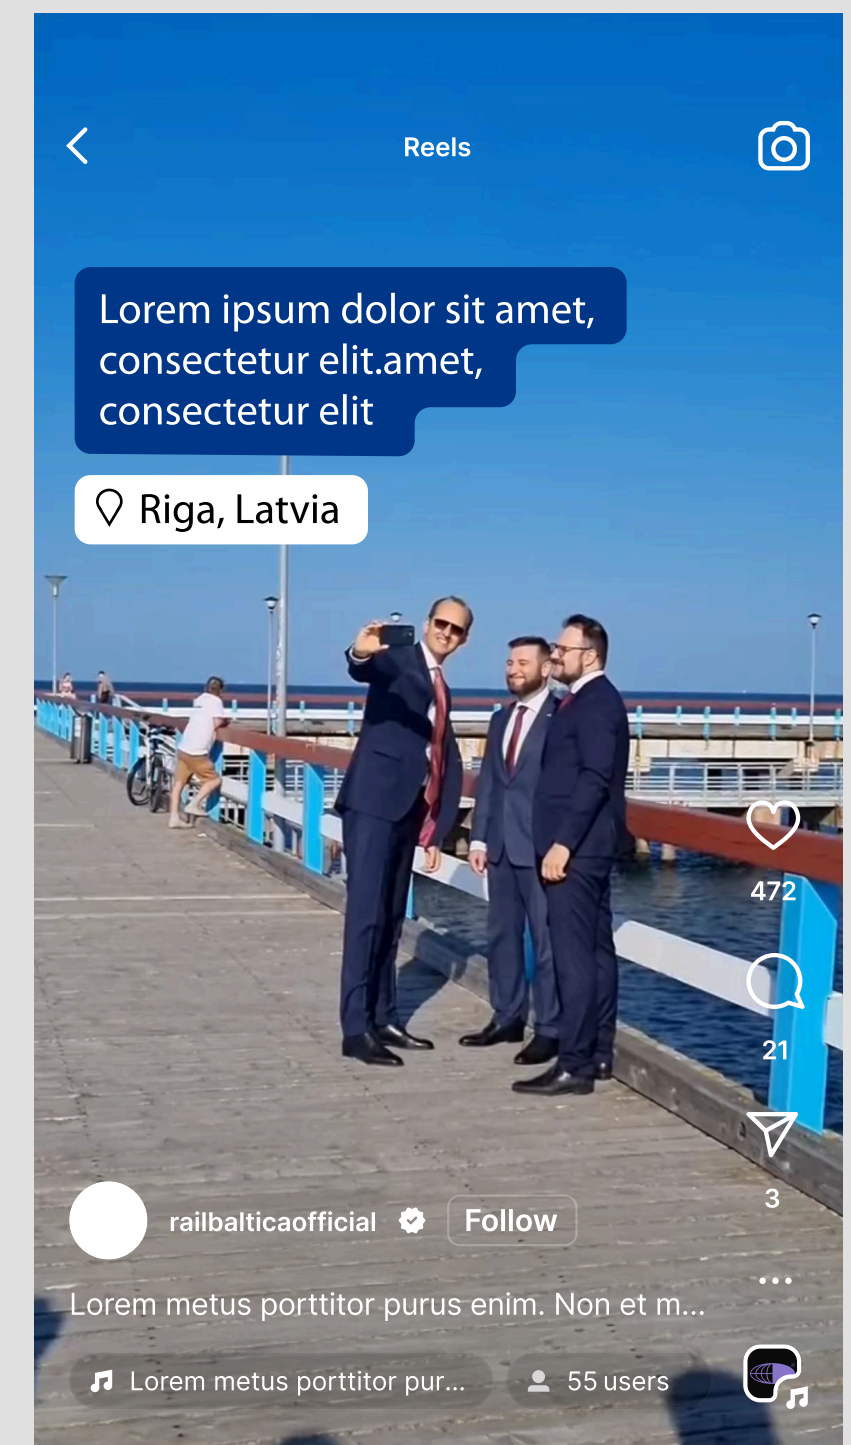 Reels
Lorem ipsum dolor sit amet,
consectetur elit.amet,
consectetur elit
Riga, Latvia
472
21
3
railbalticaofficial
Follow
Lorem metus porttitor purus enim. Non et m...
Lorem metus porttitor pur...
55 users